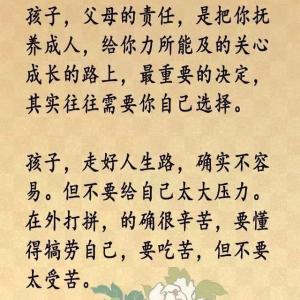 孩子，父母的责任，是把你抚
养成人，给你力所能及的关心
成长的路上，最重要的决定，
其实往往需要你自己选择。
孩子，走好人生路，确实不容
易。但不要给自己太大压力。
在外打拼，的确很辛苦，要懂
得犒劳自己，要吃苦，但不要
太受苦。